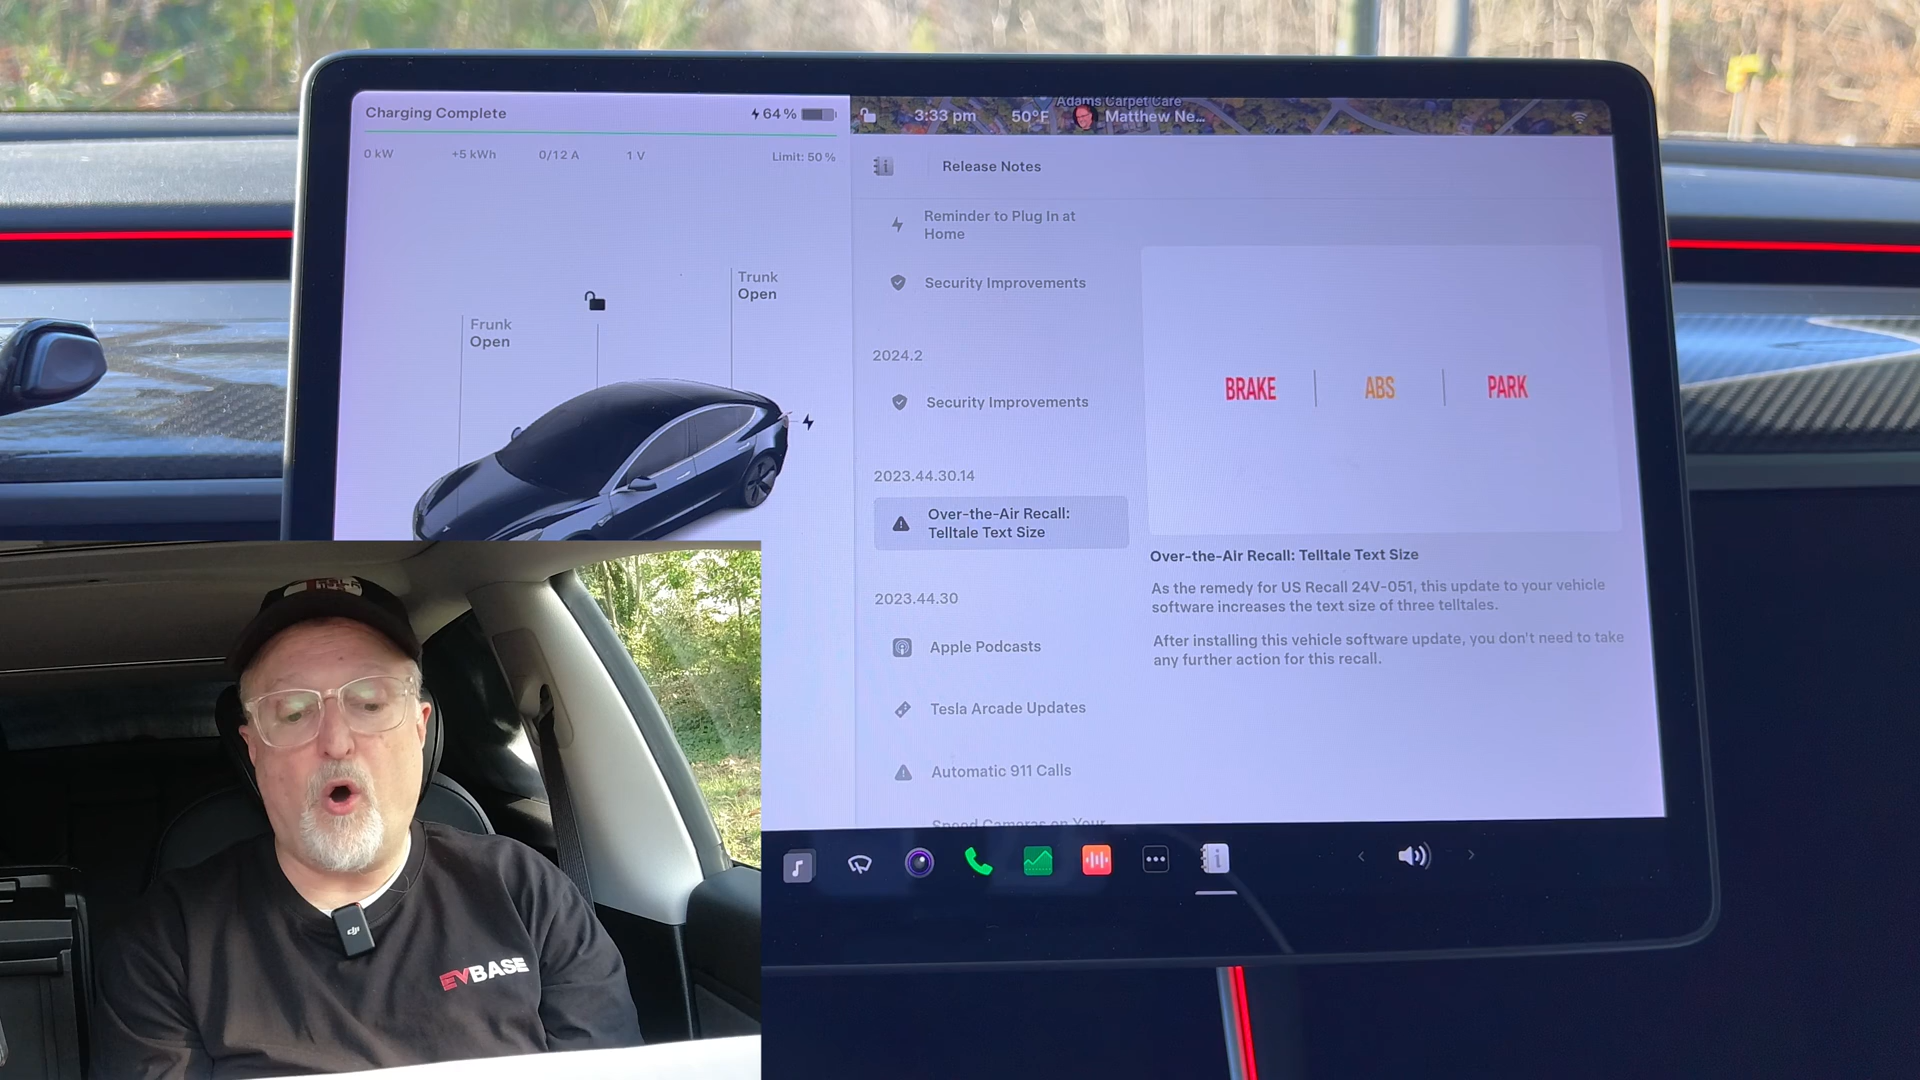 Charging Complete
64 %
0 kW
+5 kWh
0/12 A
1 V
Limit: 50 %
Trunk
Open
Frunk
Open
Adams Carpet Care
3:33 pm
50°F
Matthew Ne...
Release Notes
Reminder to Plug In at
Home
Security Improvements
2024.2
Security Improvements
2023.44.30.14
Over-the-Air Recall:
Telltale Text Size
2023.44.30
Apple Podcasts
Tesla Arcade Updates
Automatic 911 Calls
Speed Cameras on Your
BRAKE
ABS
PARK
Over-the-Air Recall: Telltale Text Size
As the remedy for US Recall 24V-051, this update to your vehicle
software increases the text size of three telltales.
After installing this vehicle software update, you don't need to take
any further action for this recall.
dji
EVBASE